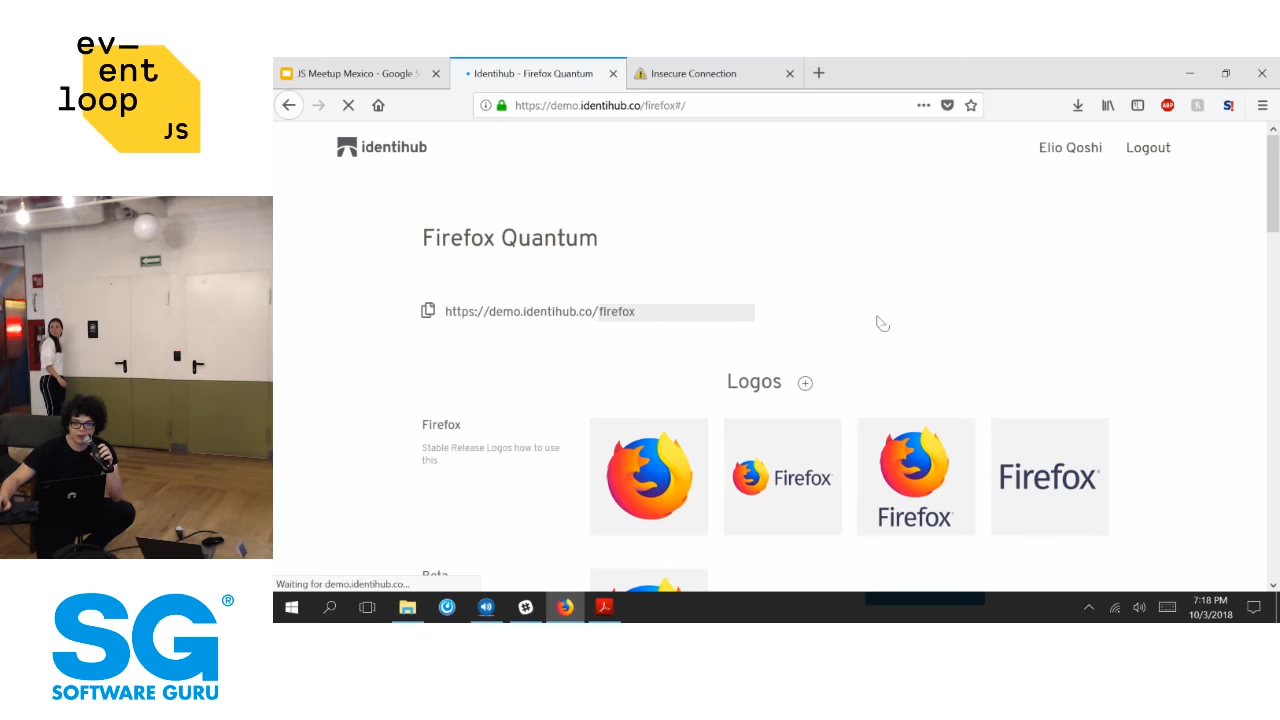 ev—
ent
loop
JS
JS Meetup Mexico - Google S
Identihub - Firefox Quantum
Insecure Connection
https://demo.identihub.co/firefox#/
ABP
S!
identihub
Elio Qoshi
Logout
Firefox Quantum
https://demo.identihub.co/firefox
Logos
Firefox
Stable Release Logos how to use
this
Firefox
Firefox
Firefox
Beta
Waiting for demo.identihub.co...
7:18 PM
10/3/2018
SG®
SOFTWARE GURU